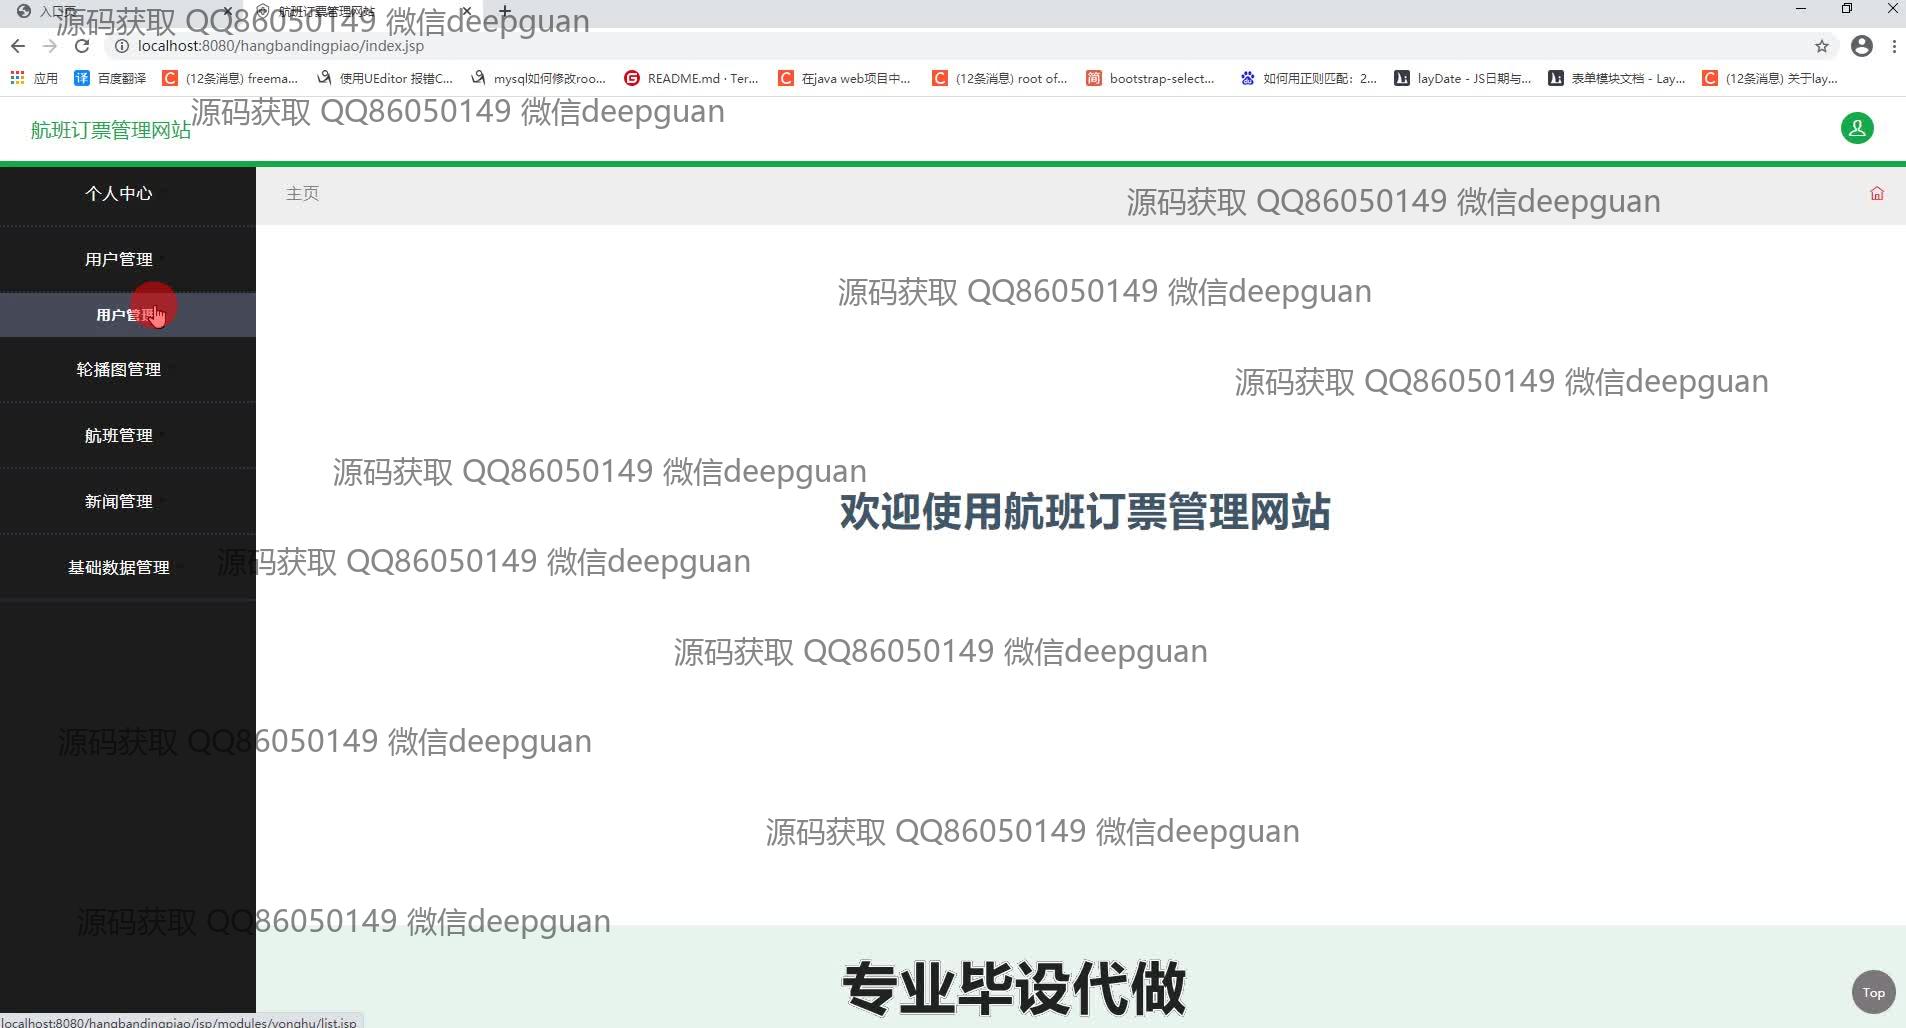 入口页
航班订票管理网站
源码获取 QQ86050149 微信deepguan
localhost:8080/hangbandingpiao/index.jsp
应用
百度翻译
(12条消息) freema...
使用UEditor 报错C...
mysql如何修改roo...
README.md · Ter...
在java web项目中...
(12条消息) root of...
bootstrap-select...
如何用正则匹配：2...
layDate - JS日期与...
表单模块文档 - Lay...
(12条消息) 关于lay...
源码获取 QQ86050149 微信deepguan
航班订票管理网站
个人中心
主页
源码获取 QQ86050149 微信deepguan
用户管理
源码获取 QQ86050149 微信deepguan
用户管理
轮播图管理
源码获取 QQ86050149 微信deepguan
航班管理
源码获取 QQ86050149 微信deepguan
新闻管理
欢迎使用航班订票管理网站
基础数据管理
源码获取 QQ86050149 微信deepguan
源码获取 QQ86050149 微信deepguan
源码获取 QQ86050149 微信deepguan
源码获取 QQ86050149 微信deepguan
源码获取 QQ86050149 微信deepguan
专业毕设代做
Top
localhost:8080/hangbandingpiao/jsp/modules/yonghu/list.jsp